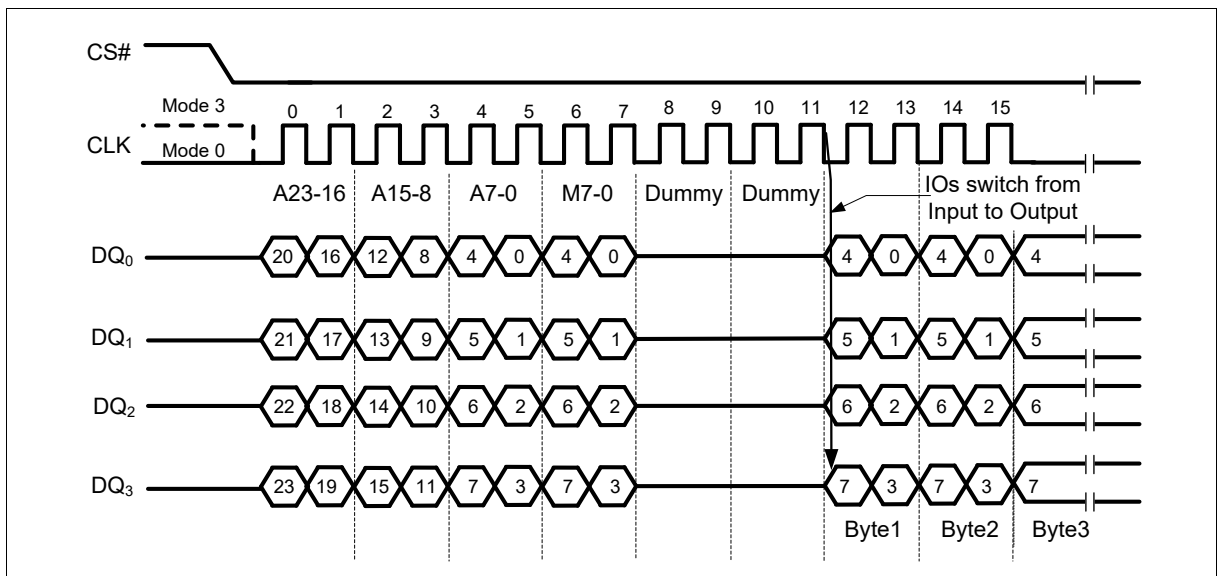 CS#
Mode 3
0 1 2 3 4 5 6 7 8 9 10 11 12 13 14 15
CLK
Mode 0
A23-16 A15-8 A7-0 M7-0 Dummy Dummy
IOs switch from
Input to Output
DQ0 20 16 12 8 4 0 4 0 4 0 4 0 4
DQ1 21 17 13 9 5 1 5 1 5 1 5 1 5
DQ2 22 18 14 10 6 2 6 2 6 2 6 2 6
DQ3 23 19 15 11 7 3 7 3 7 3 7 3 7
Byte1 Byte2 Byte3